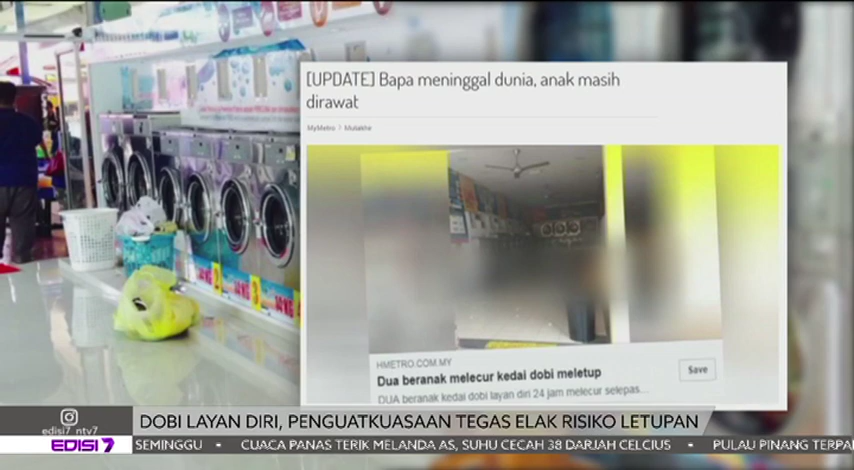 [UPDATE] Bapa meninggal dunia, anak masih
dirawat
MyMetro > Mutakhir
HMETRO.COM.MY
Dua beranak melecur kedai dobi meletup
Save
DUA beranak kedai dobi layan diri 24 jam melecur selepas...
DOBI LAYAN DIRI, PENGUATKUASAAN TEGAS ELAK RISIKO LETUPAN
edisi7_ntv7
EDISI 7
SEMINGGU • CUACA PANAS TERIK MELANDA AS, SUHU CECAH 38 DARJAH CELCIUS • PULAU PINANG TERPA